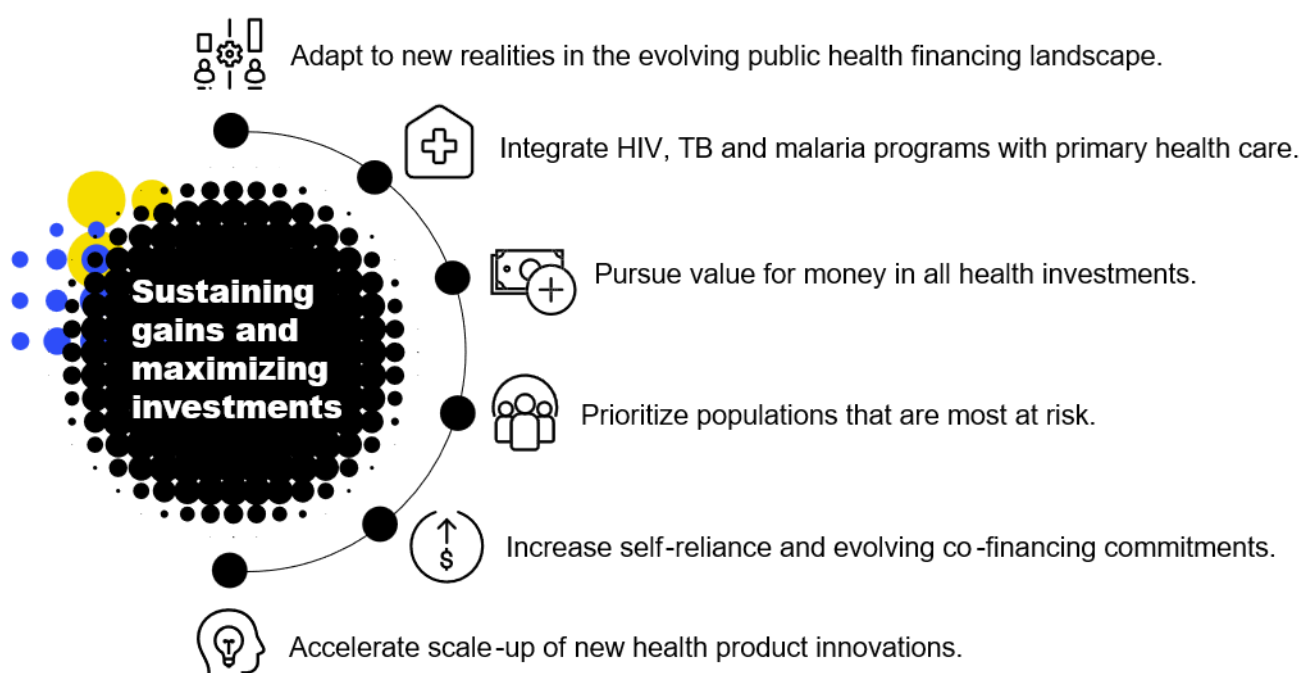 Adapt to new realities in the evolving public health financing landscape.
Integrate HIV, TB and malaria programs with primary health care.
Pursue value for money in all health investments.
Sustaining
gains and
maximizing
investments
Prioritize populations that are most at risk.
$
Increase self-reliance and evolving co-financing commitments.
Accelerate scale-up of new health product innovations.